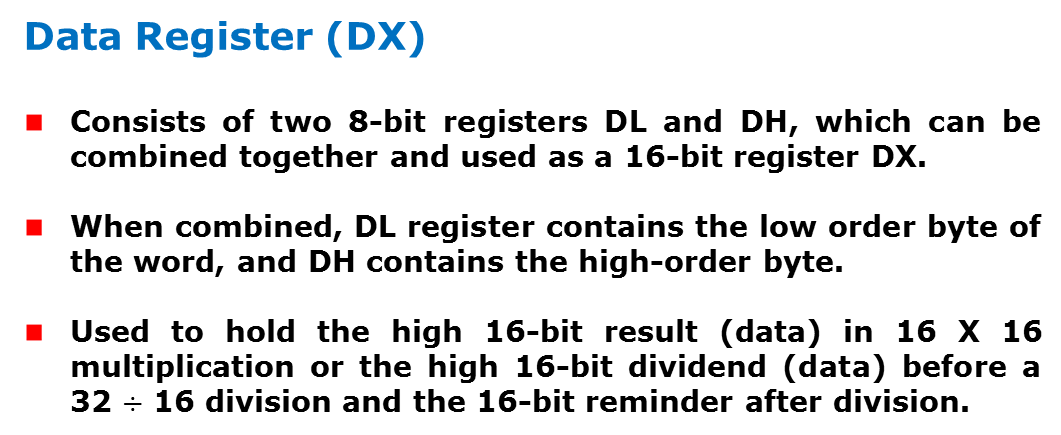 Data Register (DX)
Consists of two 8-bit registers DL and DH, which can be
combined together and used as a 16-bit register DX.
When combined, DL register contains the low order byte of
the word, and DH contains the high-order byte.
Used to hold the high 16-bit result (data) in 16 X 16
multiplication or the high 16-bit dividend (data) before a
32 ÷ 16 division and the 16-bit reminder after division.